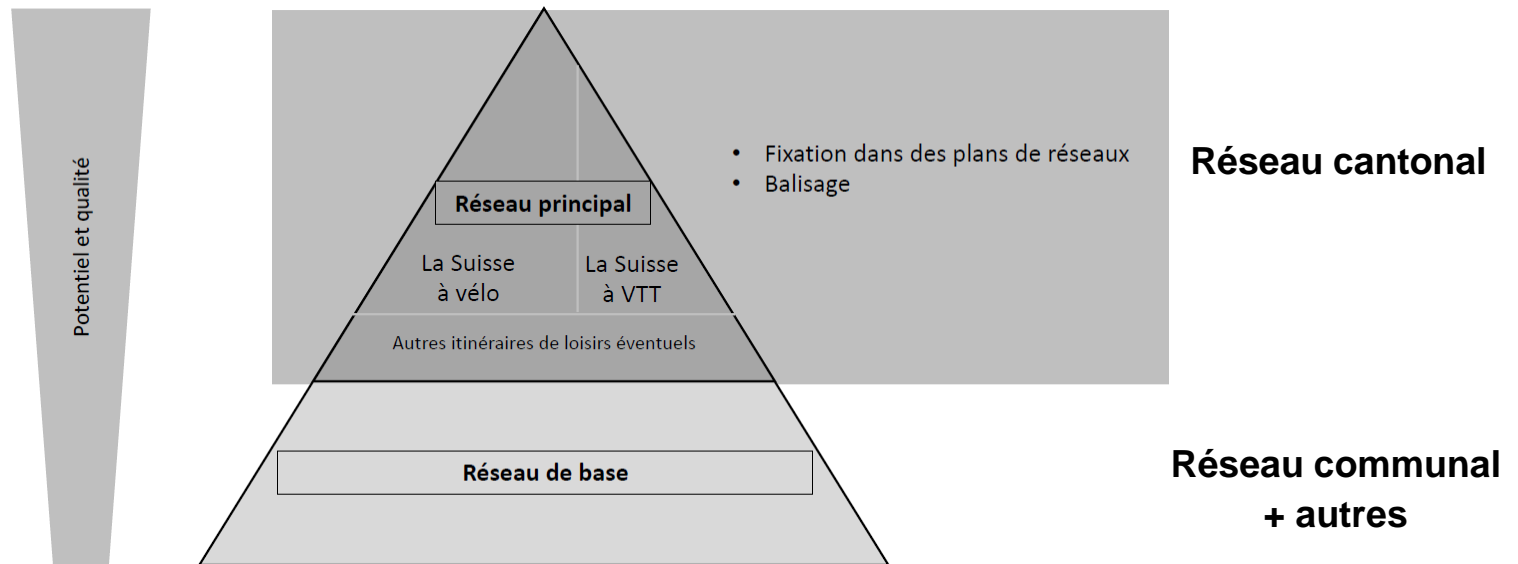 Potentiel et qualité
• Fixation dans des plans de réseaux
• Balisage
Réseau cantonal
Réseau principal
La Suisse
à vélo
La Suisse
à VTT
Autres itinéraires de loisirs éventuels
Réseau de base
Réseau communal
+ autres